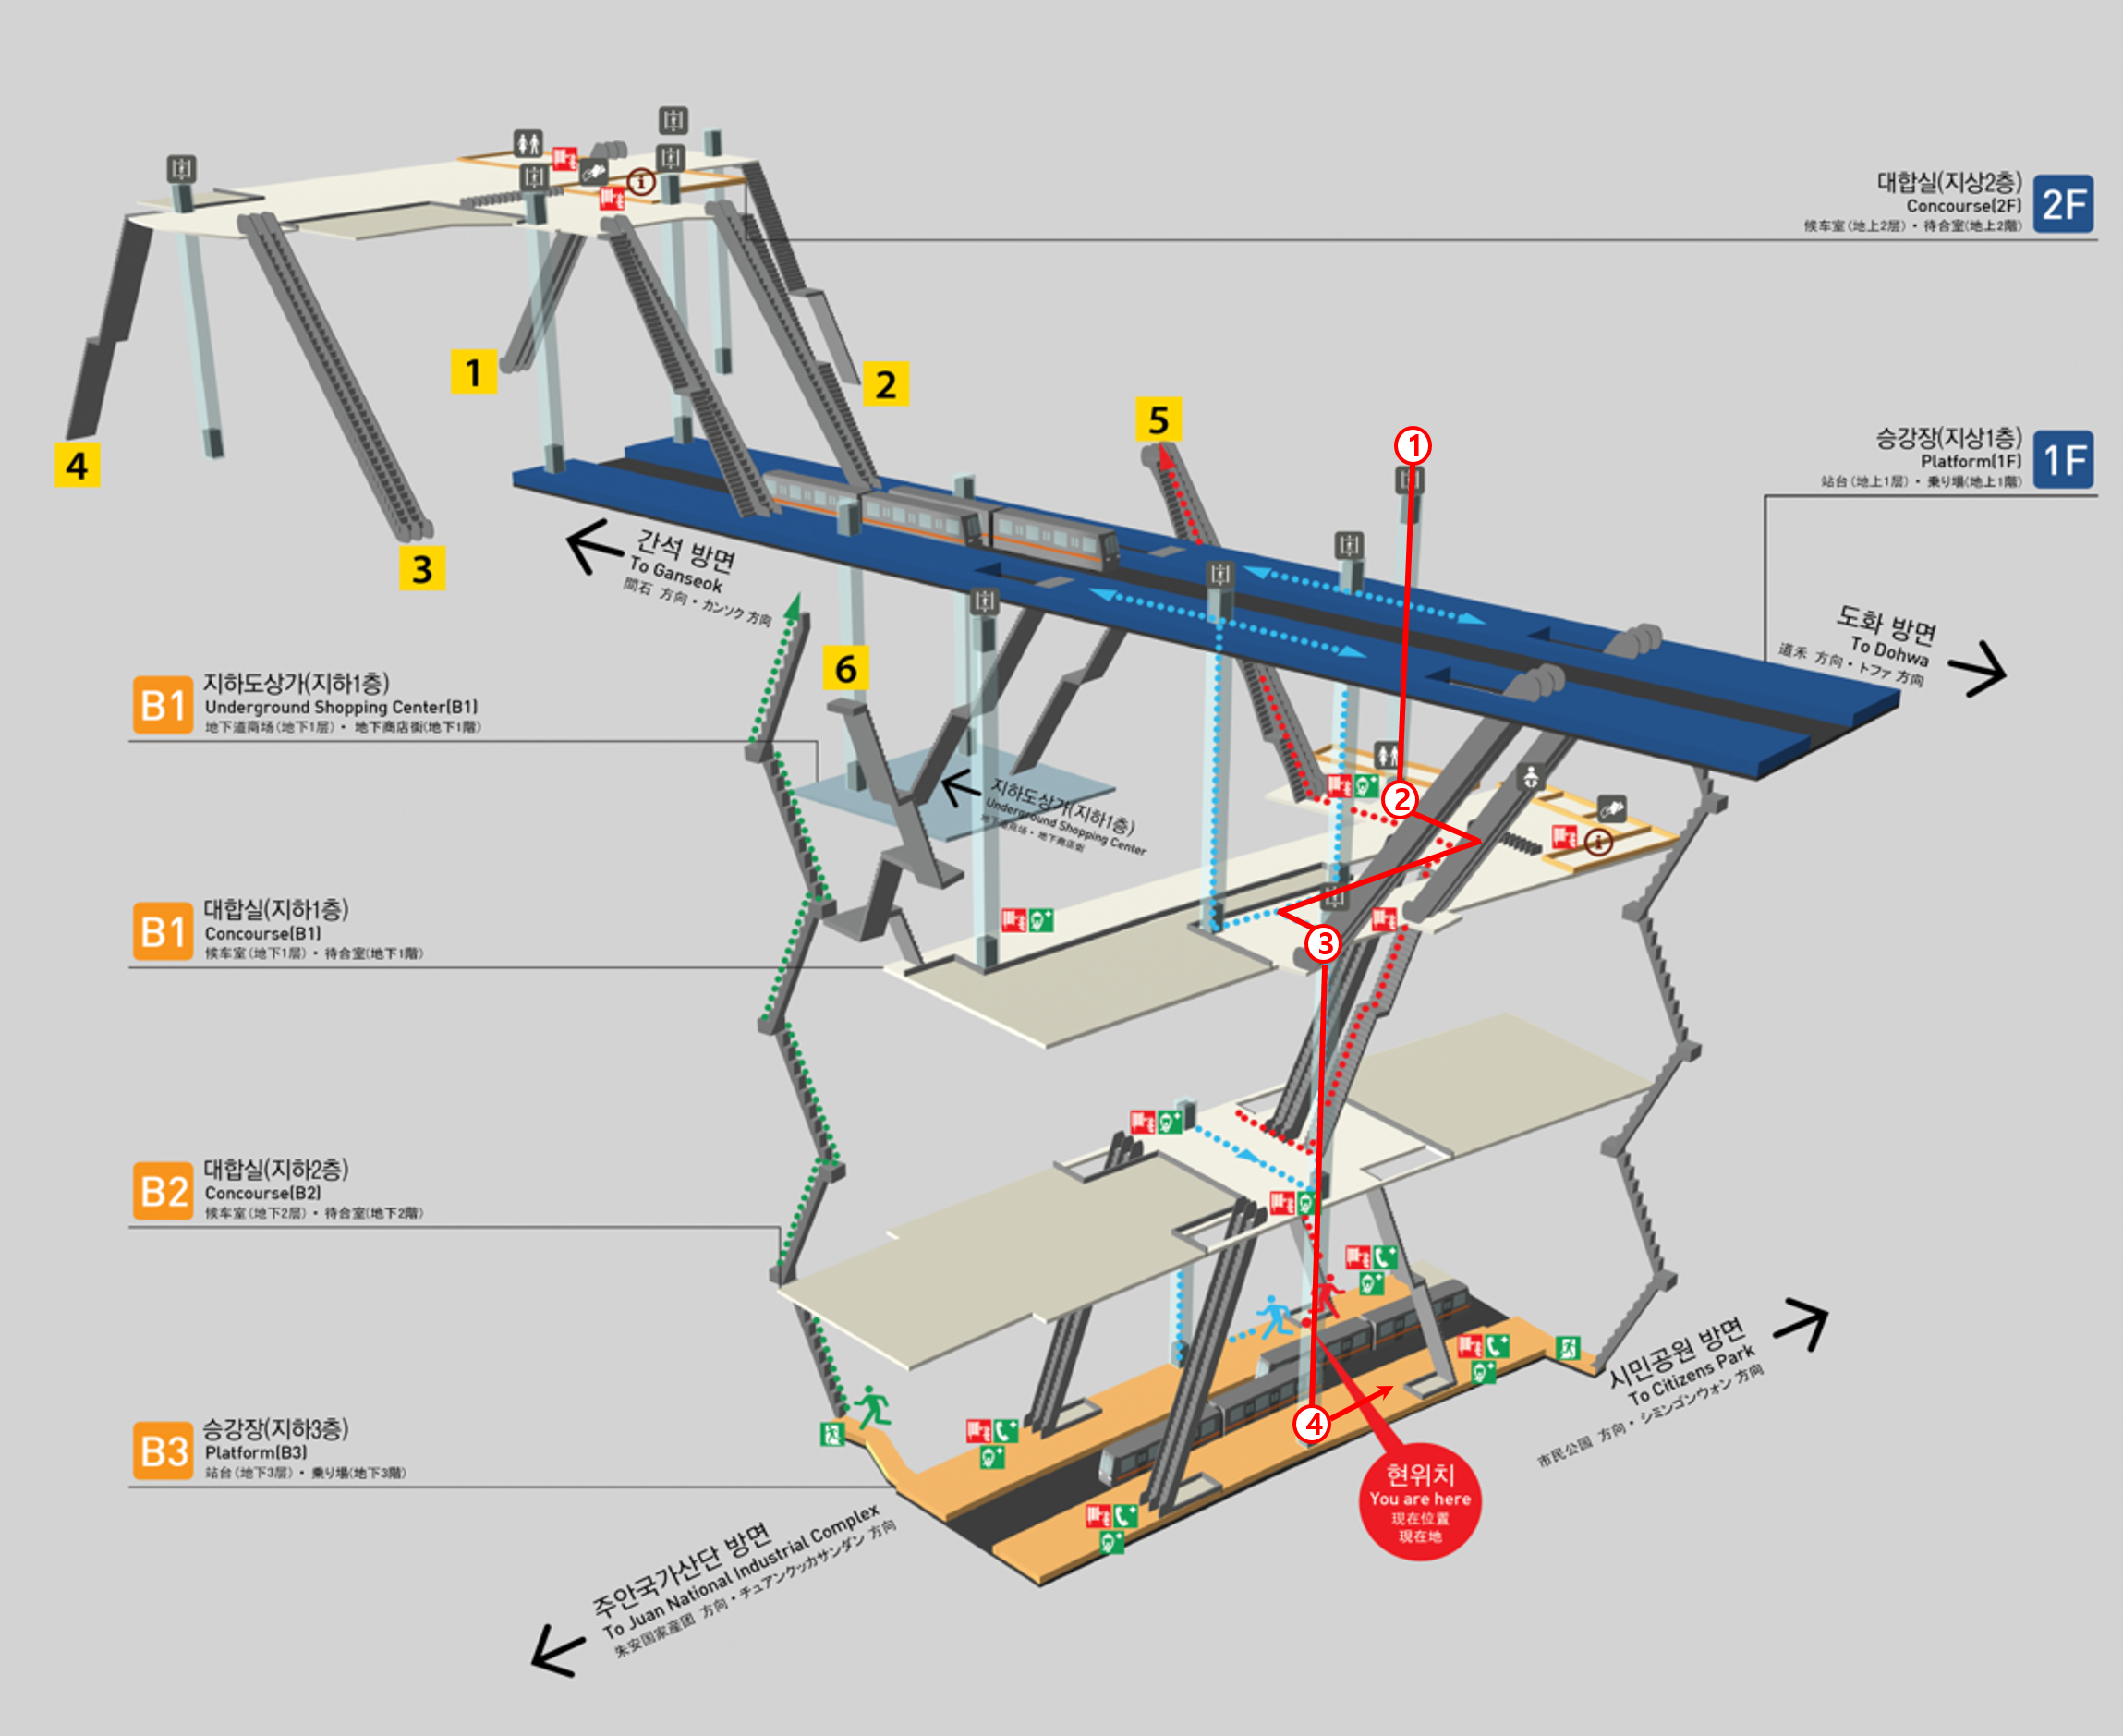 대합실(지상2층)
Concourse(2F)
候车室(地上2层)・待合室(地上2階)
2F
1
2
4
3
5
①
승강장(지상1층)
Platform(1F)
站台(地上1层)・乗り場(地上1階)
1F
간석 방면
To Ganseok
間石 方向・カンソク 方向
도화 방면
To Dohwa
道禾 方向・トファ 方向
6
B1
지하도상가(지하1층)
Underground Shopping Center(B1)
地下道商场(地下1层)・地下商店街(地下1階)
지하도상가(지하1층)
Underground Shopping Center
地下道商场・地下商店街
②
B1
대합실(지하1층)
Concourse(B1)
候车室(地下1层)・待合室(地下1階)
③
B2
대합실(지하2층)
Concourse(B2)
候车室(地下2层)・待合室(地下2階)
B3
승강장(지하3층)
Platform(B3)
站台(地下3层)・乗り場(地下3階)
④
시민공원 방면
To Citizens Park
市民公园 方向・シミンゴンウォン 方向
현위치
You are here
現在位置
現在地
주안국가산단 방면
To Juan National Industrial Complex
朱安国家産団 方向・チュアンクッカサンダン 方向